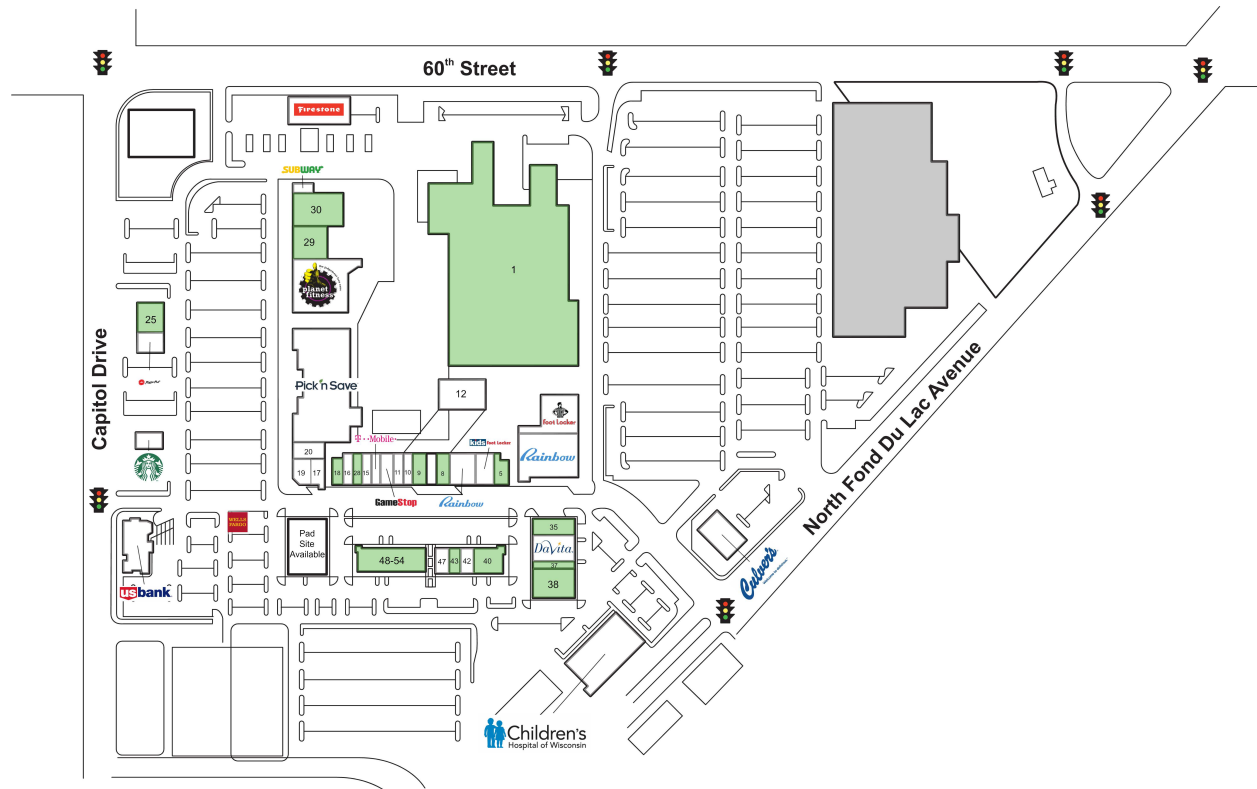 60th Street
Firestone
SUBWAY
30
29
1
planet
fitness
25
Capitol Drive
Pick 'n Save
12
Foot Locker
T··Mobile·
kids Foot Locker
Rainbow
20
19
17
18
16
28
15
11
10
9
8
5
North Fond Du Lac Avenue
GameStop
Rainbow
WELLS
FARGO
Pad
Site
Available
35
DaVita
37
38
48-54
47
43
42
40
Culver's
usbank
Children's
Hospital of Wisconsin